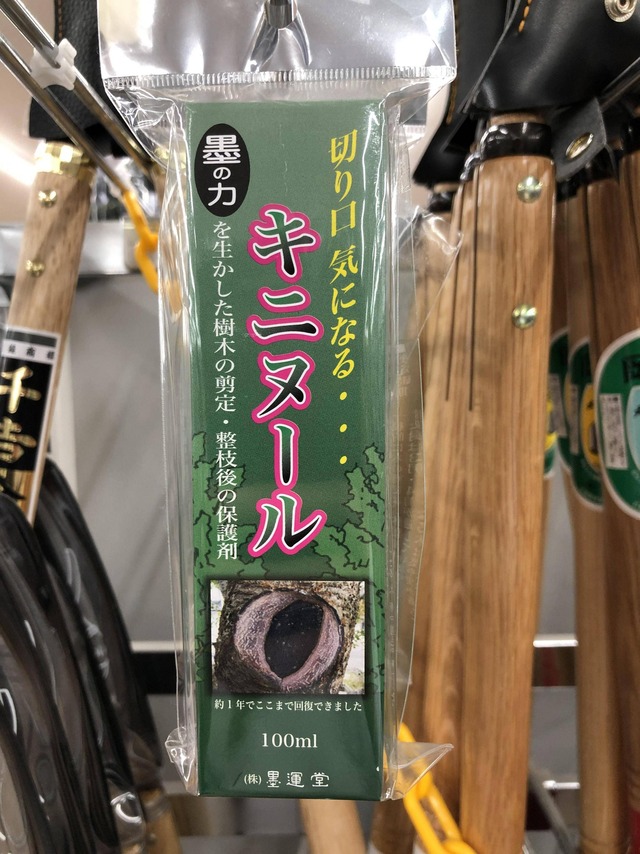 切り口 気になる・・・
キニヌール
墨の力
を生かした樹木の剪定・整枝後の保護剤
約1年でここまで回復できました
100ml
(株)墨運堂